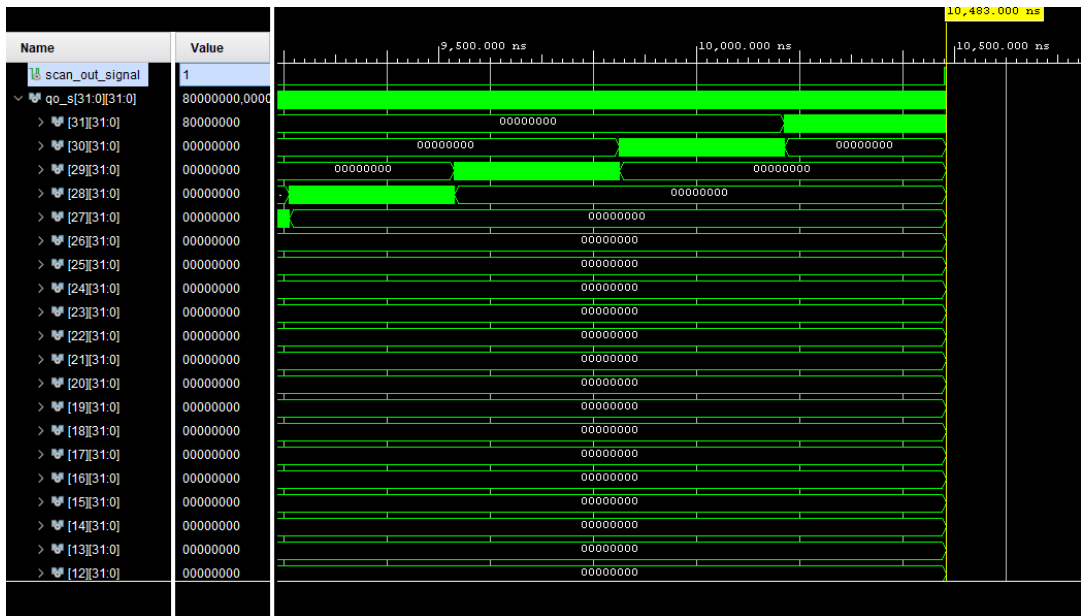 10,483.000 ns
Name Value 9,500.000 ns 10,000.000 ns 10,500.000 ns
scan_out_signal 1
qo_s[31:0][31:0] 80000000,0000
[31][31:0] 80000000 00000000
[30][31:0] 00000000 00000000 00000000
[29][31:0] 00000000 00000000 00000000
[28][31:0] 00000000 00000000
[27][31:0] 00000000 00000000
[26][31:0] 00000000 00000000
[25][31:0] 00000000 00000000
[24][31:0] 00000000 00000000
[23][31:0] 00000000 00000000
[22][31:0] 00000000 00000000
[21][31:0] 00000000 00000000
[20][31:0] 00000000 00000000
[19][31:0] 00000000 00000000
[18][31:0] 00000000 00000000
[17][31:0] 00000000 00000000
[16][31:0] 00000000 00000000
[15][31:0] 00000000 00000000
[14][31:0] 00000000 00000000
[13][31:0] 00000000 00000000
[12][31:0] 00000000 00000000